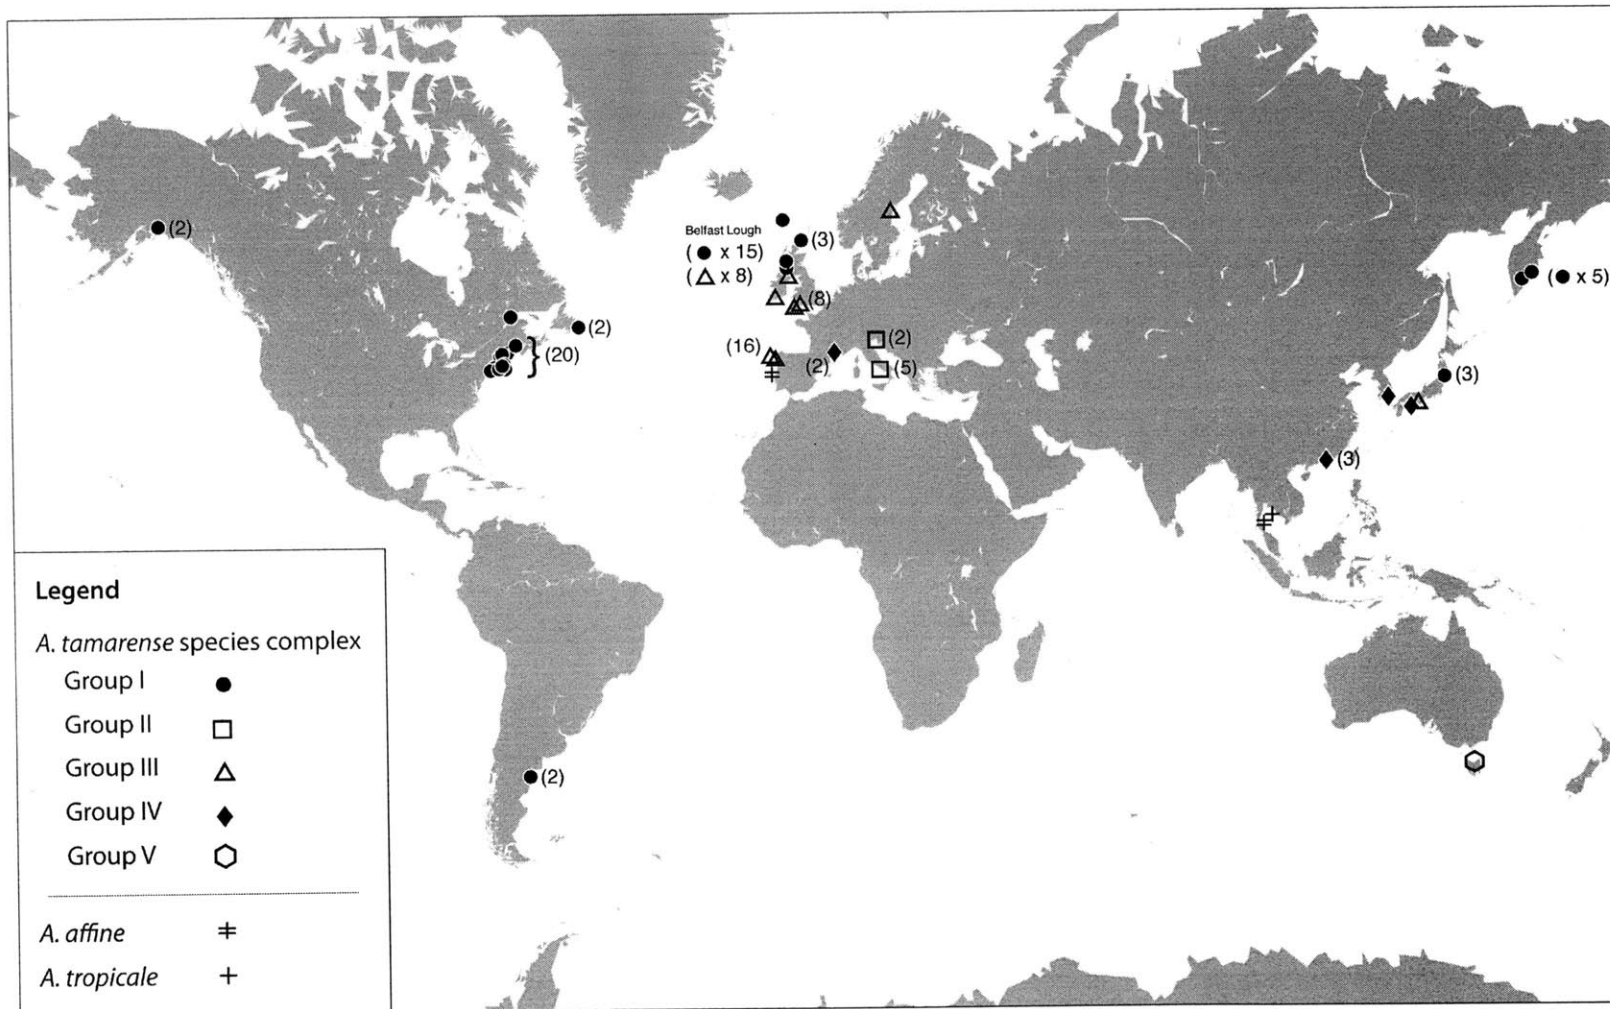 (2)
Belfast Lough
( ● x 15)
( △ x 8)
(3)
(8)
(● x 5)
(2)
(20)
(16)
(2)
(2)
(5)
(3)
(3)
(2)
Legend
A. tamarense species complex
Group I
Group II
Group III
Group IV
Group V
A. affine
A. tropicale